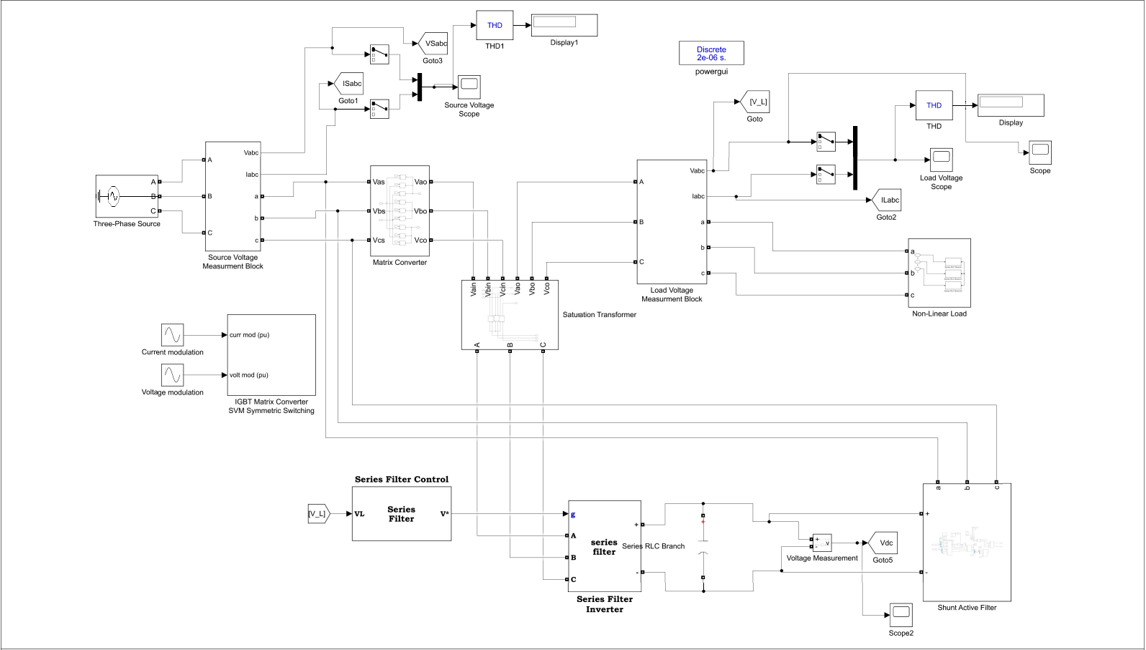 THD
THD1
Display1
VSabc
Goto3
ISabc
Goto1
Source Voltage
Scope
Discrete
2e-06 s.
powergui
[V_L]
Goto
THD
THD
Display
Scope
Load Voltage
Scope
ILabc
Goto2
A
B
C
Three-Phase Source
A
B
C
Vabc
Iabc
a
b
c
Source Voltage
Measurment Block
Vas
Vbs
Vcs
Vao
Vbo
Vco
Matrix Converter
Vain
Vbin
Vcin
Vao
Vbo
Vco
A
B
C
Satuation Transformer
A
B
C
Vabc
Iabc
a
b
c
Load Voltage
Measurment Block
a
b
c
Non-Linear Load
Current modulation
Voltage modulation
curr mod (pu)
volt mod (pu)
IGBT Matrix Converter
SVM Symmetric Switching
Series Filter Control
[V_L]
VL
Series
Filter
V*
g
A
B
C
series
filter
+
-
Series Filter
Inverter
Series RLC Branch
+
+
-
v
Voltage Measurement
Vdc
Goto5
Scope2
a
b
c
+
-
Shunt Active Filter